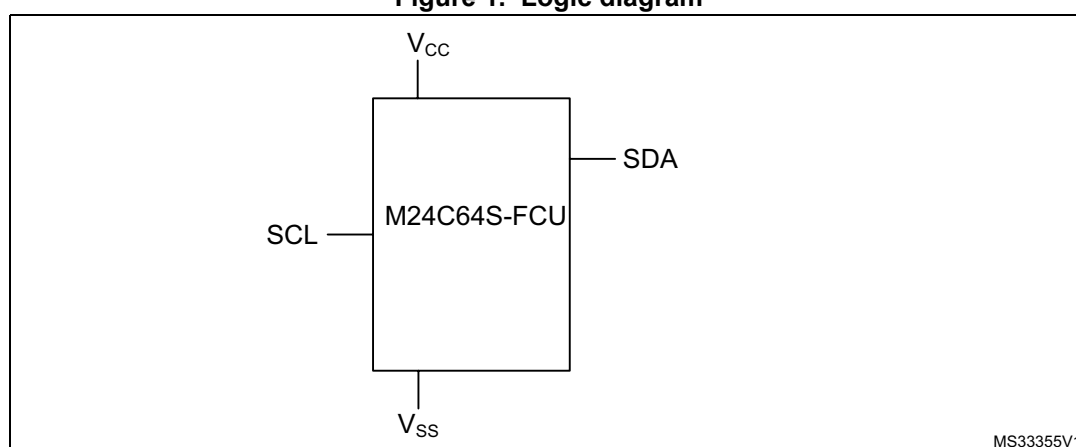 Figure 1. Logic diagram
VCC
SDA
M24C64S-FCU
SCL
VSS
MS33355V1